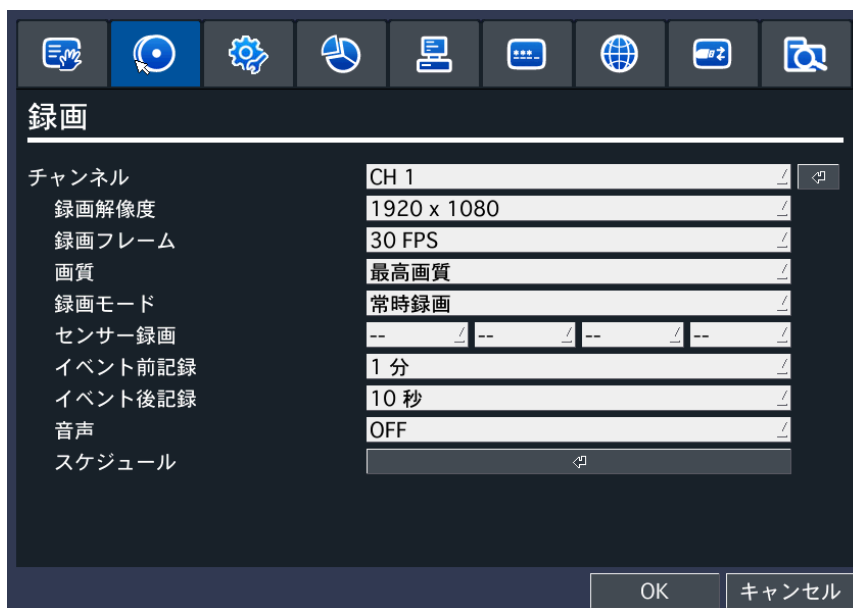 録画
チャンネル CH 1
録画解像度 1920 x 1080
録画フレーム 30 FPS
画質 最高画質
録画モード 常時録画
センサー録画 -- -- -- --
イベント前記録 1 分
イベント後記録 10 秒
音声 OFF
スケジュール
OK キャンセル